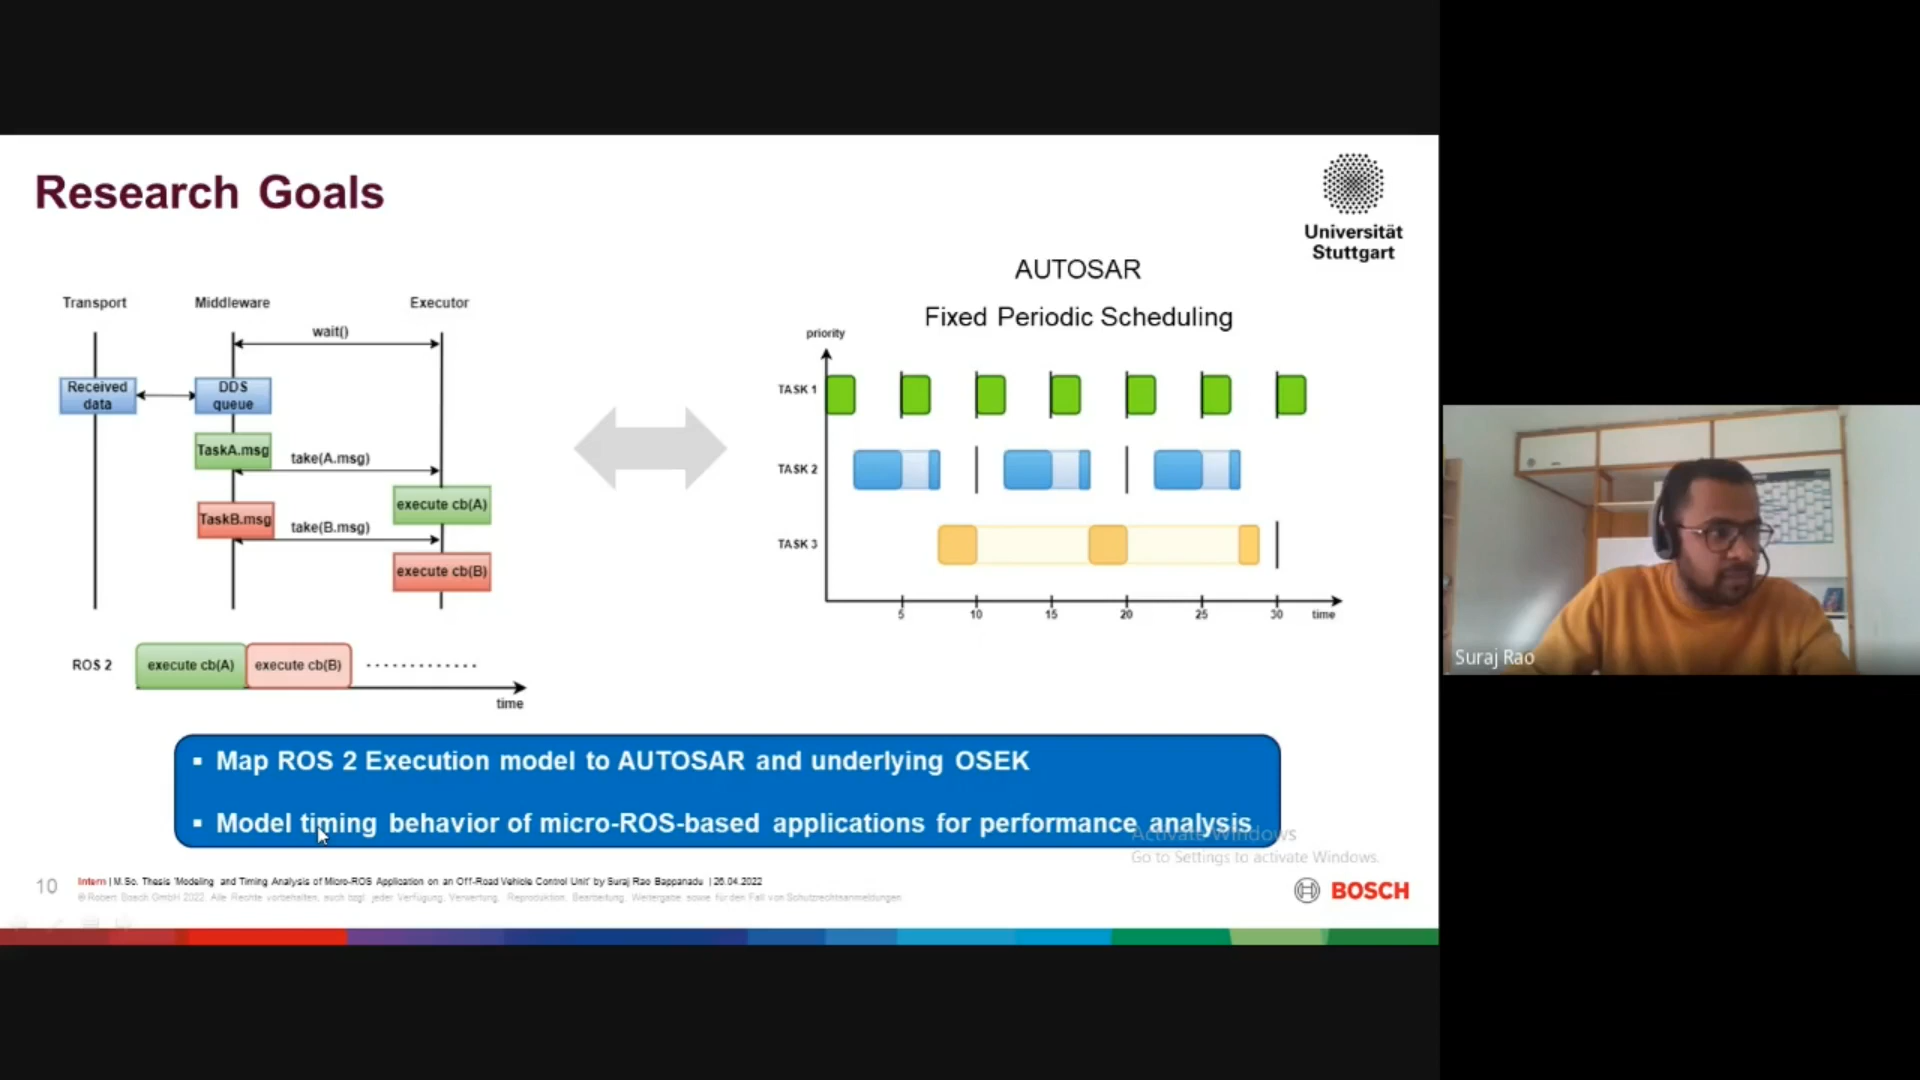 Research Goals
Universität
Stuttgart
Transport
Middleware
Executor
wait()
Received
data
DDS
queue
TaskA.msg
take(A.msg)
execute cb(A)
TaskB.msg
take(B.msg)
execute cb(B)
ROS 2
execute cb(A)
execute cb(B)
time
AUTOSAR
Fixed Periodic Scheduling
priority
TASK 1
TASK 2
TASK 3
5
10
15
20
25
30
time
▪ Map ROS 2 Execution model to AUTOSAR and underlying OSEK
▪ Model timing behavior of micro-ROS-based applications for performance analysis
Activate Windows
Go to Settings to activate Windows.
10
Intern | M.Sc. Thesis 'Modeling and Timing Analysis of Micro-ROS Application on an Off-Road Vehicle Control Unit' by Suraj Rao Bappanadu | 26.04.2022
© Robert Bosch GmbH 2022. Alle Rechte vorbehalten, auch bzgl. jeder Verfügung, Verwertung, Reproduktion, Bearbeitung, Weitergabe sowie für den Fall von Schutzrechtsanmeldungen
BOSCH
Suraj Rao